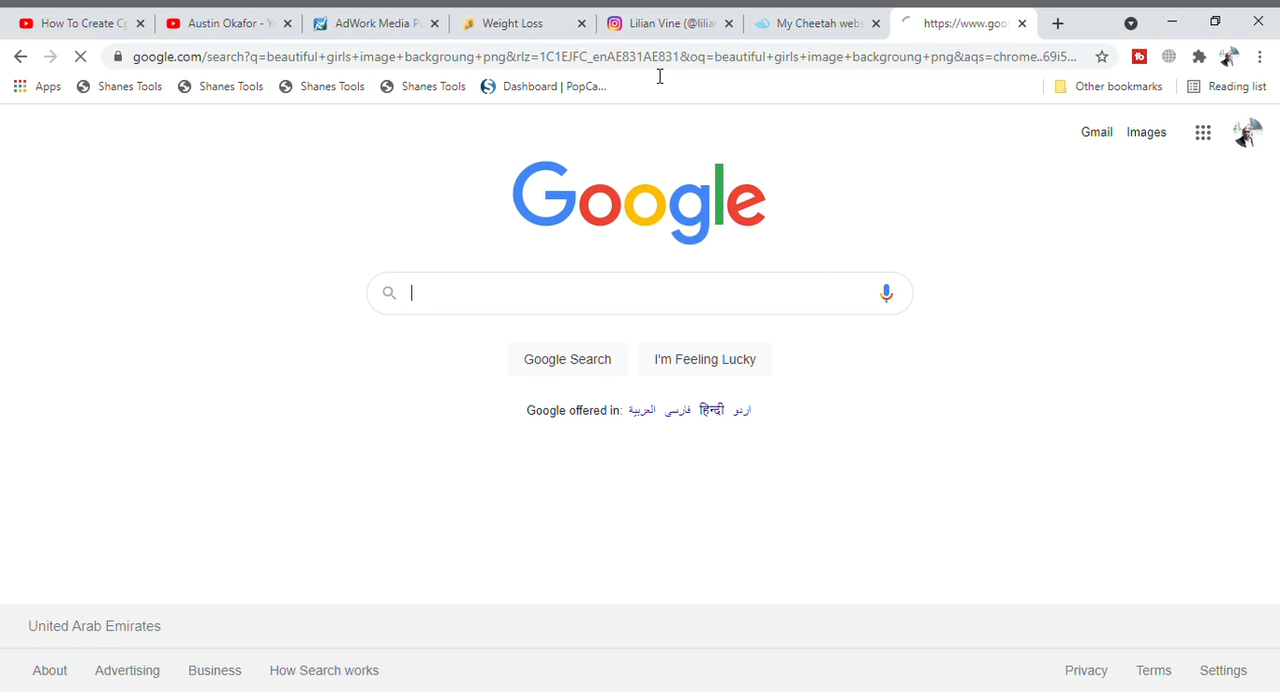 How To Create
Austin Okafor -
AdWork Media
Weight Loss
Lilian Vine
My Cheetah
https://www.goo
google.com/search?q=beautiful+girls+image+backgroung+png&rlz=1C1EJFC_enAE831AE831&oq=beautiful+girls+image+backgroung+png&aqs=chrome..69i5...
Apps
Shanes Tools
Shanes Tools
Shanes Tools
Shanes Tools
Dashboard | PopCa...
Other bookmarks
Reading list
Gmail
Images
Google
Google Search
I'm Feeling Lucky
Google offered in: العربية فارسی हिन्दी اردو
United Arab Emirates
About
Advertising
Business
How Search works
Privacy
Terms
Settings